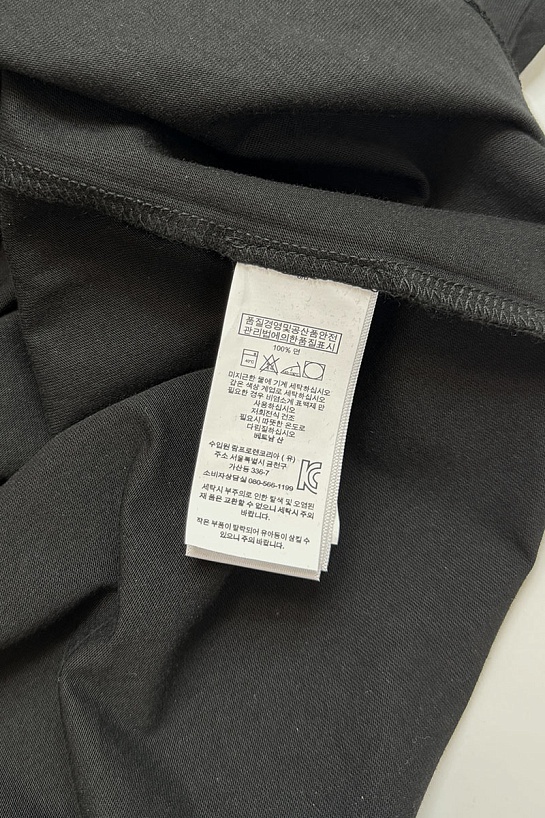 품질경영및공산품안전
관리법에의한품질표시
100% 면
40℃
미지근한 물에 기계 세탁하십시오
같은 색상 계열로 세탁하십시오
필요한 경우 비염소계 표백제 만
사용하십시오
저회전식 건조
필요시 따뜻한 온도로
다림질하십시오
베트남 산
수입원 랄프로렌코리아 (유)
주소 서울특별시 금천구
가산동 336-7
소비자상담실 080-566-1199
세탁시 부주의로 인한 탈색 및 오염된
제 품은 교환할 수 없으니 세탁시 주의
바랍니다.
작은 부품이 탈락되어 유아등이 삼킬 수
있으니 주의 바랍니다.